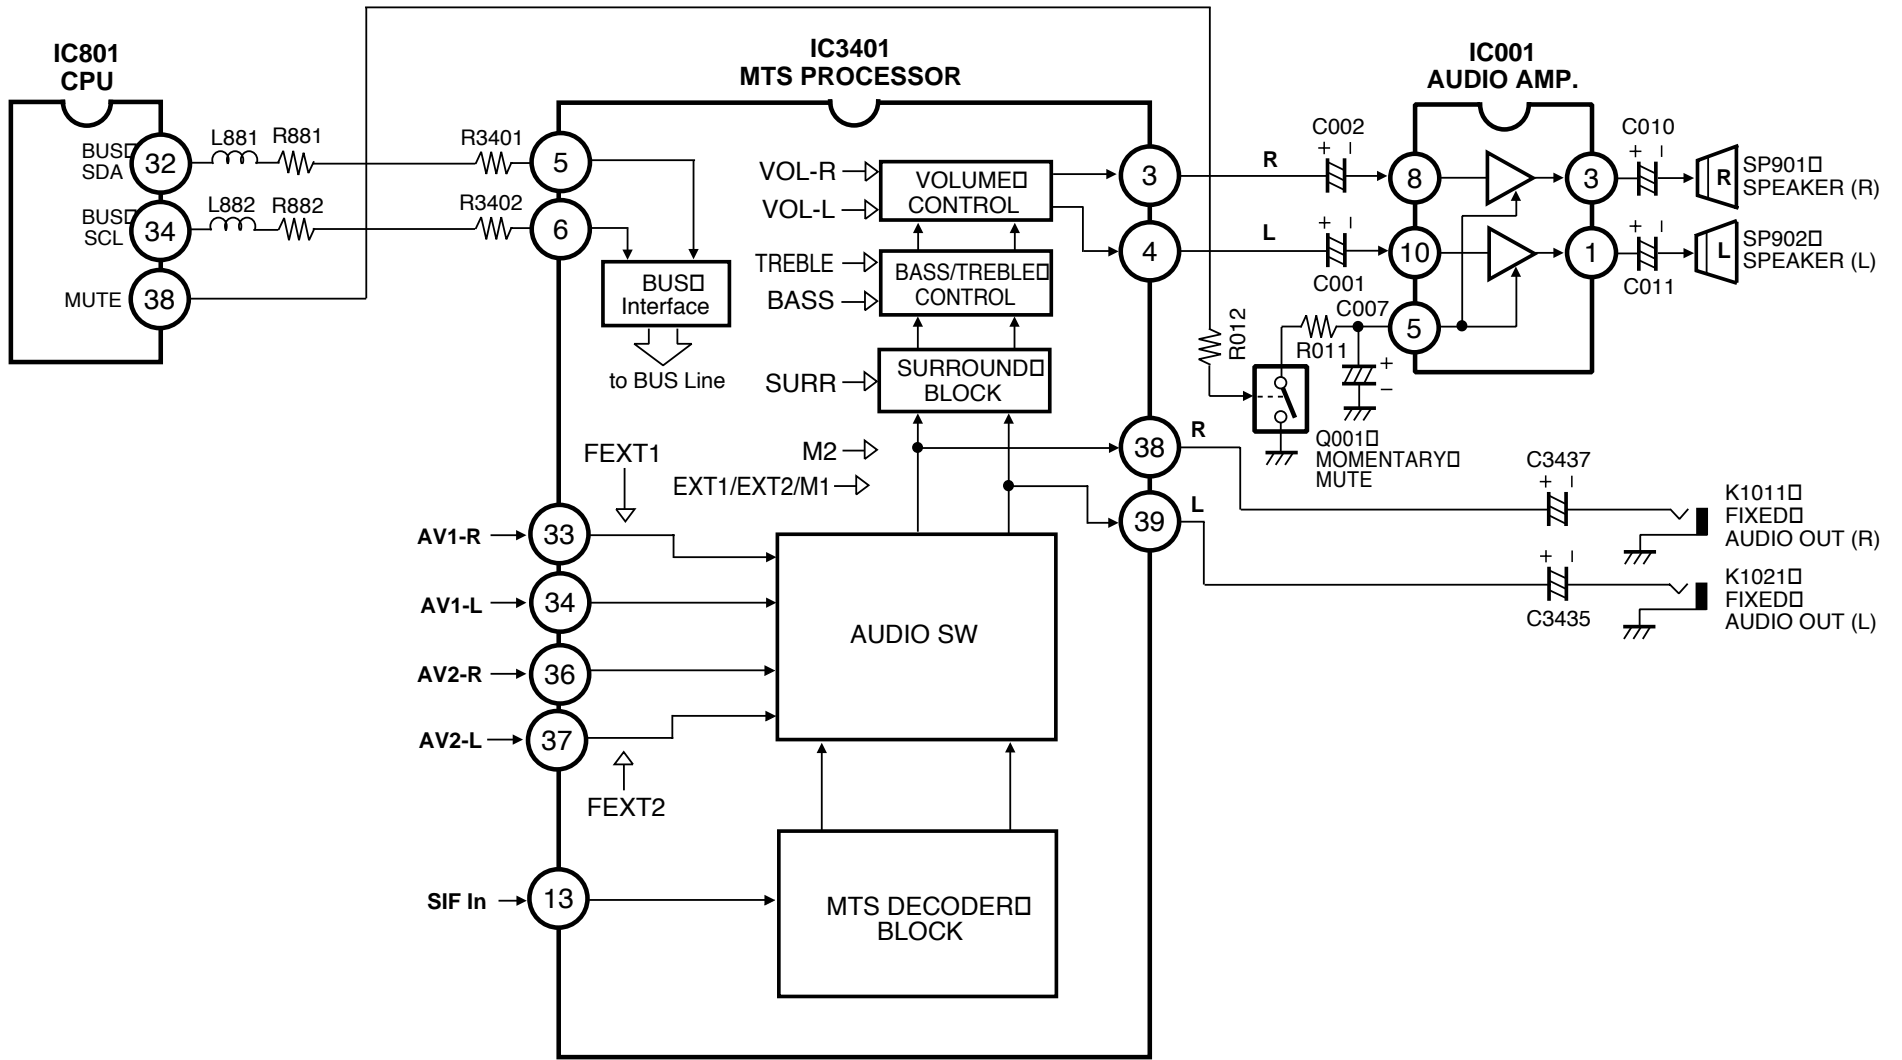 IC801
CPU
BUS
SDA
32
BUS
SCL
34
MUTE
38
L881
R881
L882
R882
R3401
R3402
IC3401
MTS PROCESSOR
5
6
BUS
Interface
to BUS Line
VOL-R
VOL-L
VOLUME
CONTROL
TREBLE
BASS
BASS/TREBLE
CONTROL
SURR
SURROUND
BLOCK
M2
EXT1/EXT2/M1
FEXT1
AV1-R
33
AV1-L
34
AV2-R
36
AV2-L
37
FEXT2
AUDIO SW
SIF In
13
MTS DECODER
BLOCK
3
4
38
39
R
L
R
L
C002
+ –
+ –
C001
R012
R011
C007
+
–
Q001
MOMENTARY
MUTE
IC001
AUDIO AMP.
8
10
5
3
1
C010
+ –
+ –
C011
R
SP901
SPEAKER (R)
L
SP902
SPEAKER (L)
C3437
+ –
K1011
FIXED
AUDIO OUT (R)
+ –
C3435
K1021
FIXED
AUDIO OUT (L)